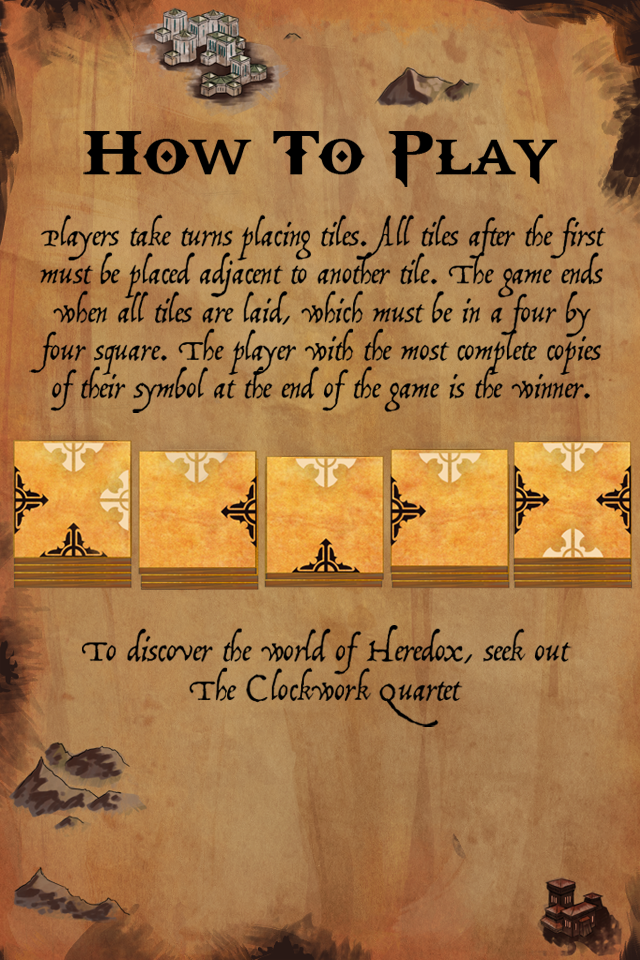 How To Play
Players take turns placing tiles. All tiles after the first
must be placed adjacent to another tile. The game ends
when all tiles are laid, which must be in a four by
four square. The player with the most complete copies
of their symbol at the end of the game is the winner.
To discover the world of Heredox, seek out
The Clockwork Quartet